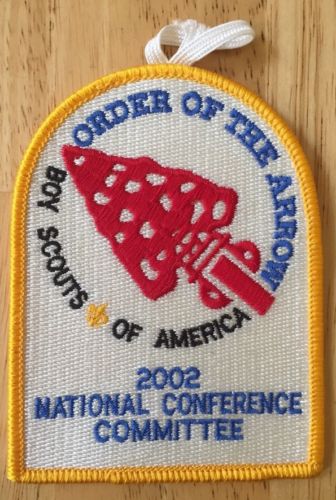 ORDER OF THE ARROW
BOY SCOUTS OF AMERICA
2002
NATIONAL CONFERENCE
COMMITTEE